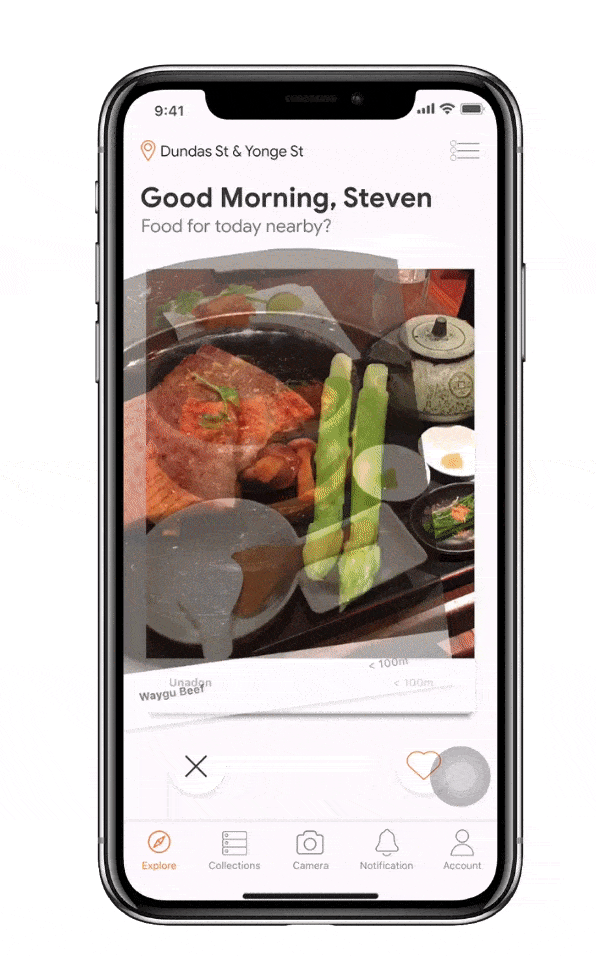 9:41
Dundas St & Yonge St
Good Morning, Steven
Food for today nearby?
< 100m
Unadon
Waygu Beef
< 100m
Explore
Collections
Camera
Notification
Account